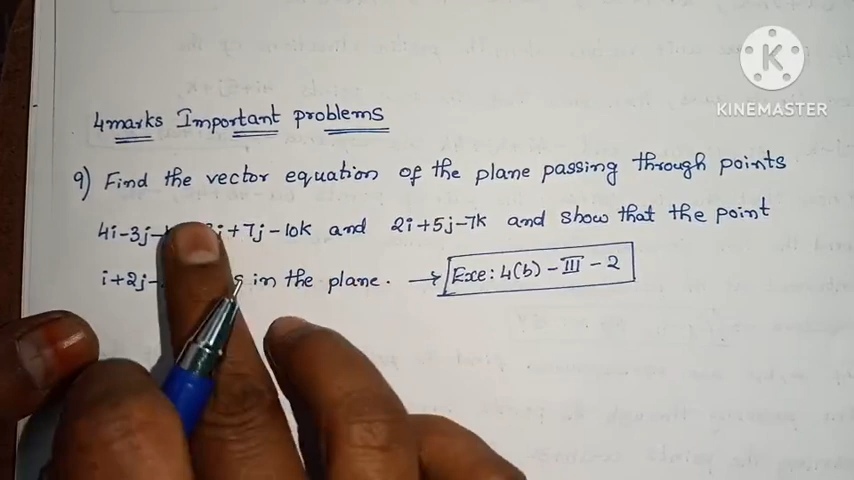 KINEMASTER
4marks Important problems
9) Find the vector equation of the plane passing through points
4i-3j- +7j-10k and 2i+5j-7k and show that the point
i+2j- in the plane. → Exe: 4(b) - III - 2